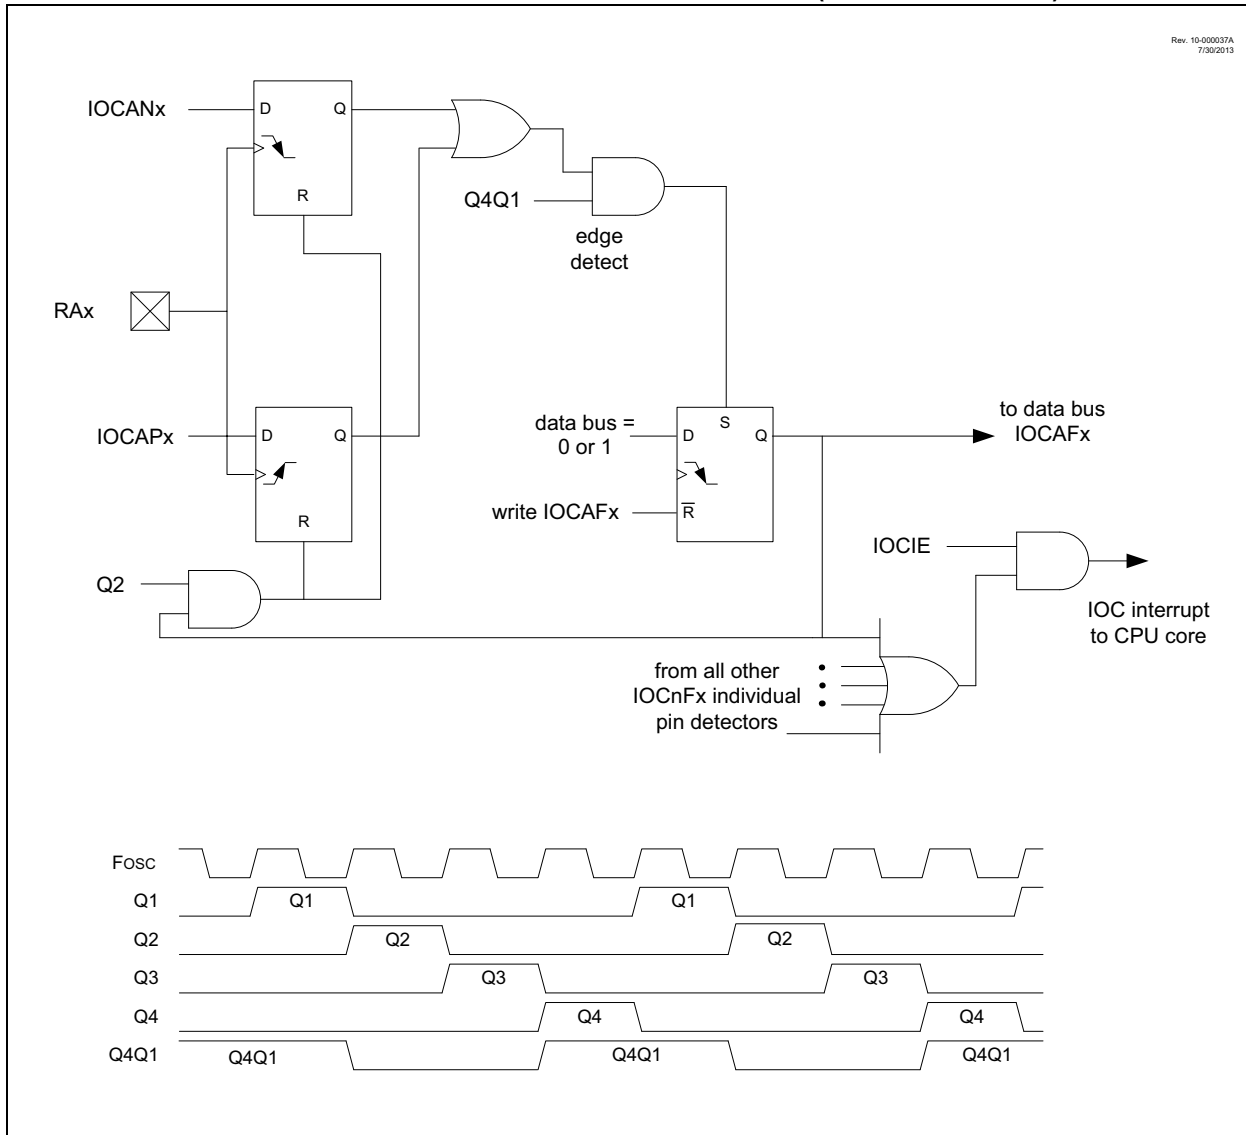 Rev. 10-000037A
7/30/2013
IOCANx
D
Q
R
Q4Q1
edge
detect
RAx
IOCAPx
D
Q
R
data bus =
0 or 1
S
D
Q
to data bus
IOCAFx
write IOCAFx
R
IOCIE
Q2
IOC interrupt
to CPU core
from all other
IOCnFx individual
pin detectors
FOSC
Q1
Q1
Q1
Q2
Q2
Q2
Q3
Q3
Q3
Q4
Q4
Q4
Q4Q1
Q4Q1
Q4Q1
Q4Q1